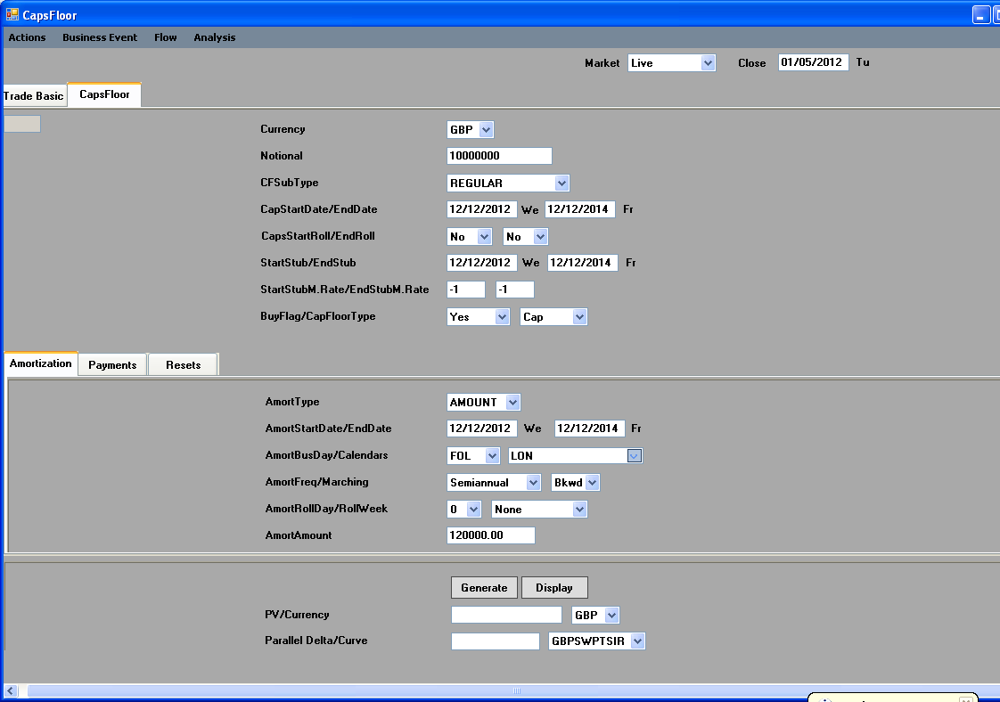 CapsFloor
Actions Business Event Flow Analysis
Market Live Close 01/05/2012 Tu
Trade Basic CapsFloor
Currency GBP
Notional 10000000
CFSubType REGULAR
CapStartDate/EndDate 12/12/2012 We 12/12/2014 Fr
CapsStartRoll/EndRoll No No
StartStub/EndStub 12/12/2012 We 12/12/2014 Fr
StartStubM.Rate/EndStubM.Rate -1 -1
BuyFlag/CapFloorType Yes Cap
Amortization Payments Resets
AmortType AMOUNT
AmortStartDate/EndDate 12/12/2012 We 12/12/2014 Fr
AmortBusDay/Calendars FOL LON
AmortFreq/Marching Semiannual Bkwd
AmortRollDay/RollWeek 0 None
AmortAmount 120000.00
Generate Display
PV/Currency GBP
Parallel Delta/Curve GBPSWPTSIR